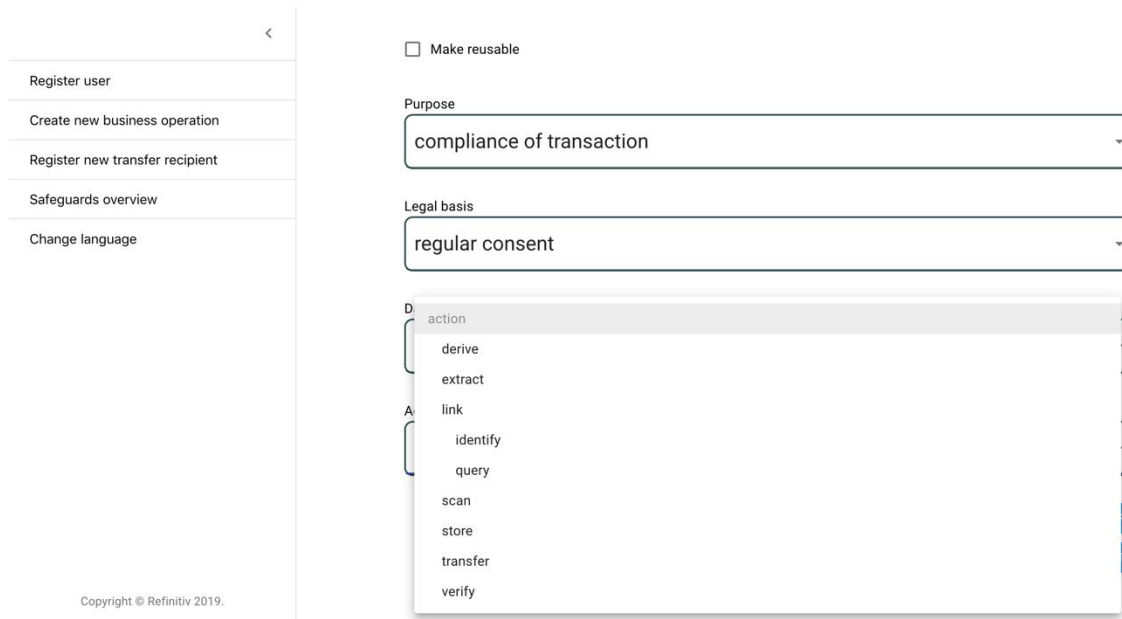 <
Register user
Create new business operation
Register new transfer recipient
Safeguards overview
Change language
Copyright © Refinitiv 2019.
Make reusable
Purpose
compliance of transaction
Legal basis
regular consent
action
derive
extract
link
identify
query
scan
store
transfer
verify